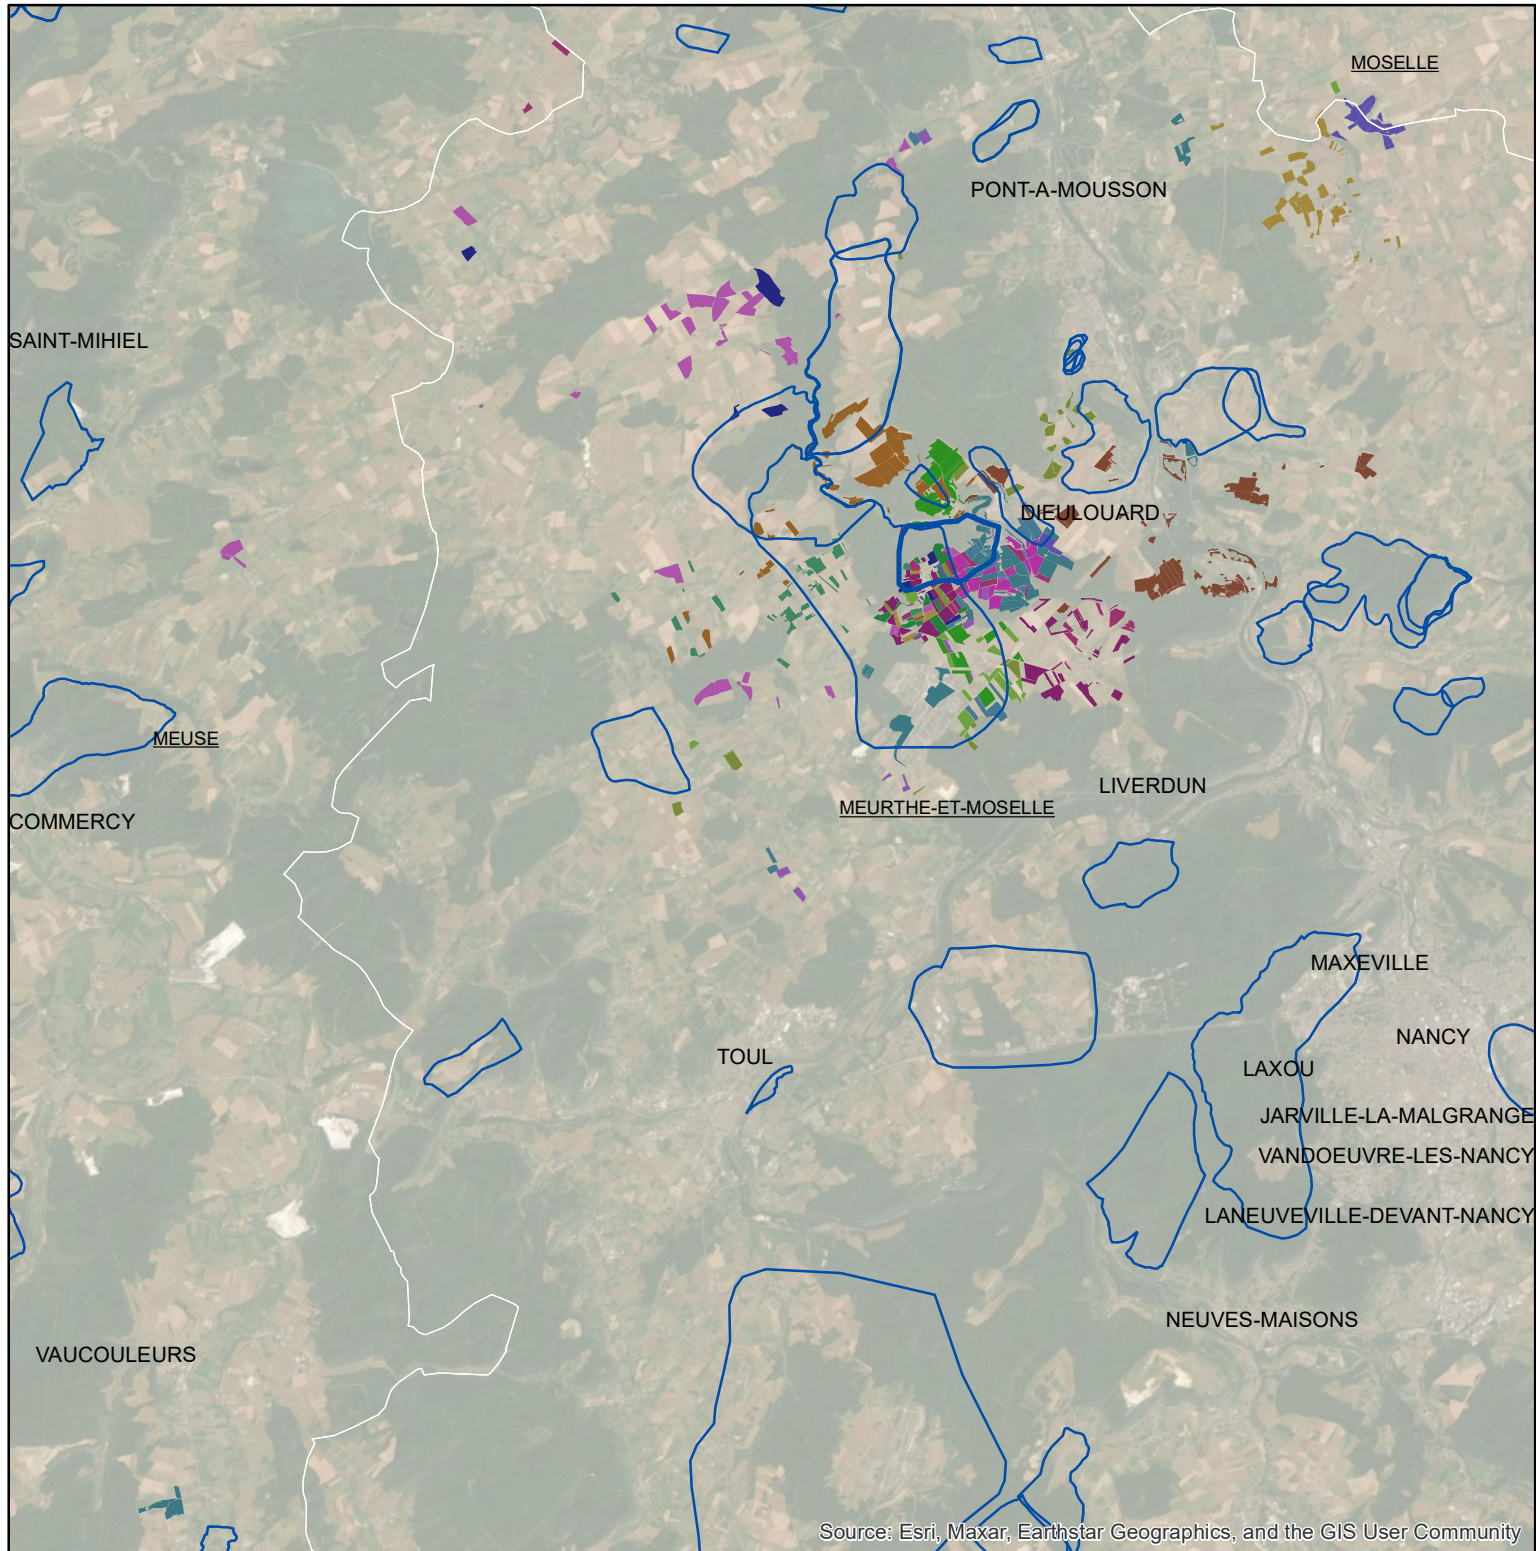 MOSELLE
PONT-A-MOUSSON
SAINT-MIHIEL
DIEULOUARD
MEUSE
LIVERDUN
MEURTHE-ET-MOSELLE
COMMERCY
MAXEVILLE
NANCY
TOUL
LAXOU
JARVILLE-LA-MALGRANGE
VANDOEUVRE-LES-NANCY
LANEUVEVILLE-DEVANT-NANCY
NEUVES-MAISONS
VAUCOULEURS
Source: Esri, Maxar, Earthstar Geographics, and the GIS User Community